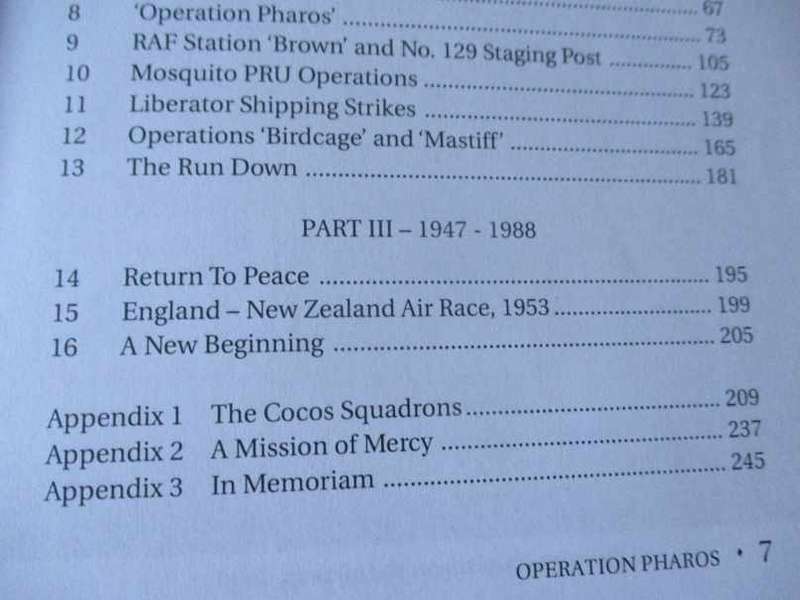 67
8 ‘Operation Pharos’ ........ 73
9 RAF Station ‘Brown’ and No. 129 Staging Post ........ 105
10 Mosquito PRU Operations ........ 123
11 Liberator Shipping Strikes ........ 139
12 Operations ‘Birdcage’ and ‘Mastiff’ ........ 165
13 The Run Down ........ 181
PART III – 1947 - 1988
14 Return To Peace ........ 195
15 England – New Zealand Air Race, 1953 ........ 199
16 A New Beginning ........ 205
Appendix 1 The Cocos Squadrons ........ 209
Appendix 2 A Mission of Mercy ........ 237
Appendix 3 In Memoriam ........ 245
OPERATION PHAROS • 7